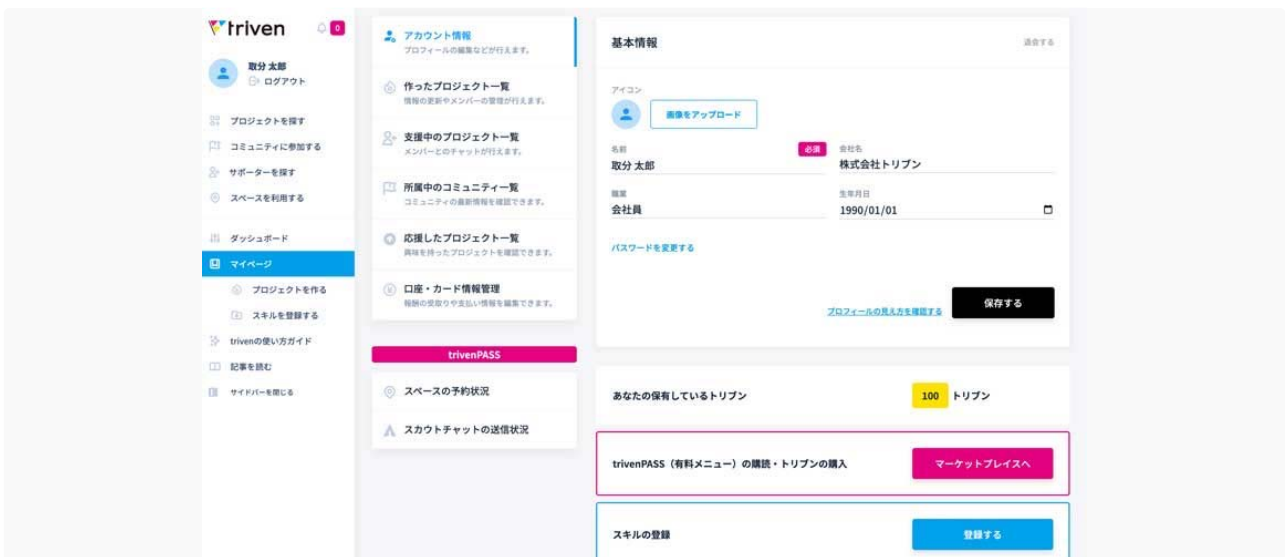 triven
0
取分 太郎
ログアウト
プロジェクトを探す
コミュニティに参加する
サポーターを探す
スペースを利用する
ダッシュボード
マイページ
プロジェクトを作る
スキルを登録する
trivenの使い方ガイド
記事を読む
サイドバーを閉じる
アカウント情報
プロフィールの編集などが行えます。
作ったプロジェクト一覧
情報の更新やメンバーの管理が行えます。
支援中のプロジェクト一覧
メンバーとのチャットが行えます。
所属中のコミュニティ一覧
コミュニティの最新情報を確認できます。
応援したプロジェクト一覧
興味を持ったプロジェクトを確認できます。
口座・カード情報管理
報酬の受取りや支払い情報を編集できます。
trivenPASS
スペースの予約状況
スカウトチャットの送信状況
基本情報
退会する
アイコン
画像をアップロード
名前
必須
取分 太郎
会社名
株式会社トリブン
職業
会社員
生年月日
1990/01/01
パスワードを変更する
プロフィールの見え方を確認する
保存する
あなたの保有しているトリブン
100 トリブン
trivenPASS（有料メニュー）の購読・トリブンの購入
マーケットプレイスへ
スキルの登録
登録する